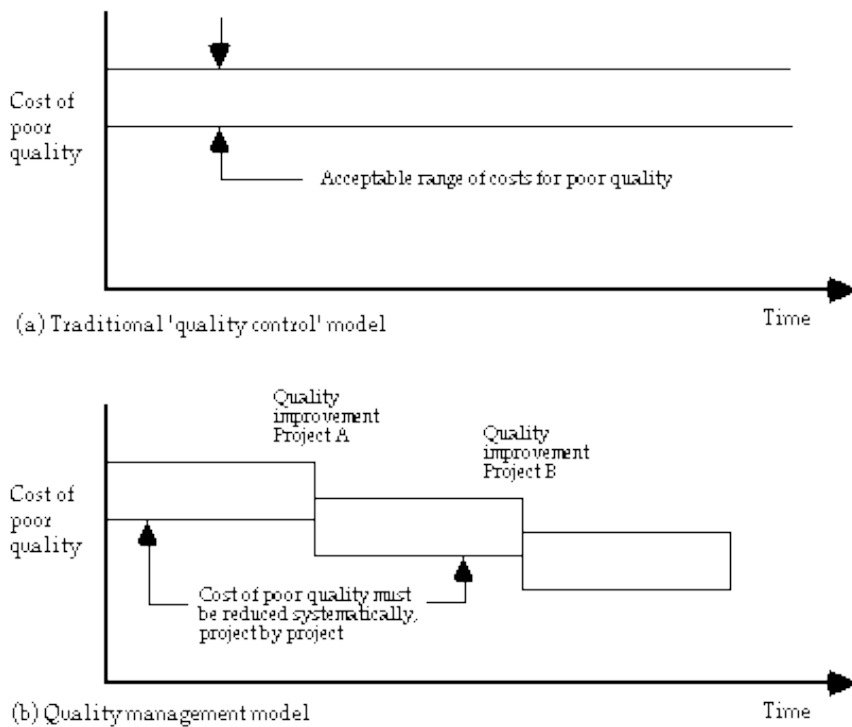 Cost of
poor
quality
Acceptable range of costs for poor quality
Time
(a) Traditional 'quality control' model
Quality
improvement
Project A
Quality
improvement
Project B
Cost of
poor
quality
Cost of poor quality must
be reduced systematically,
project by project
Time
(b) Quality management model